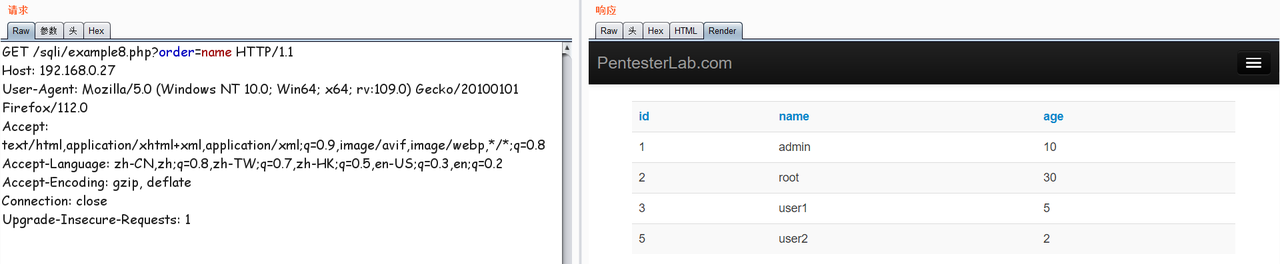 请求
Raw 参数 头 Hex
GET /sqli/example8.php?order=name HTTP/1.1
Host: 192.168.0.27
User-Agent: Mozilla/5.0 (Windows NT 10.0; Win64; x64; rv:109.0) Gecko/20100101
Firefox/112.0
Accept:
text/html,application/xhtml+xml,application/xml;q=0.9,image/avif,image/webp,*/*;q=0.8
Accept-Language: zh-CN,zh;q=0.8,zh-TW;q=0.7,zh-HK;q=0.5,en-US;q=0.3,en;q=0.2
Accept-Encoding: gzip, deflate
Connection: close
Upgrade-Insecure-Requests: 1
响应
Raw 头 Hex HTML Render
PentesterLab.com
id name age
1 admin 10
2 root 30
3 user1 5
5 user2 2